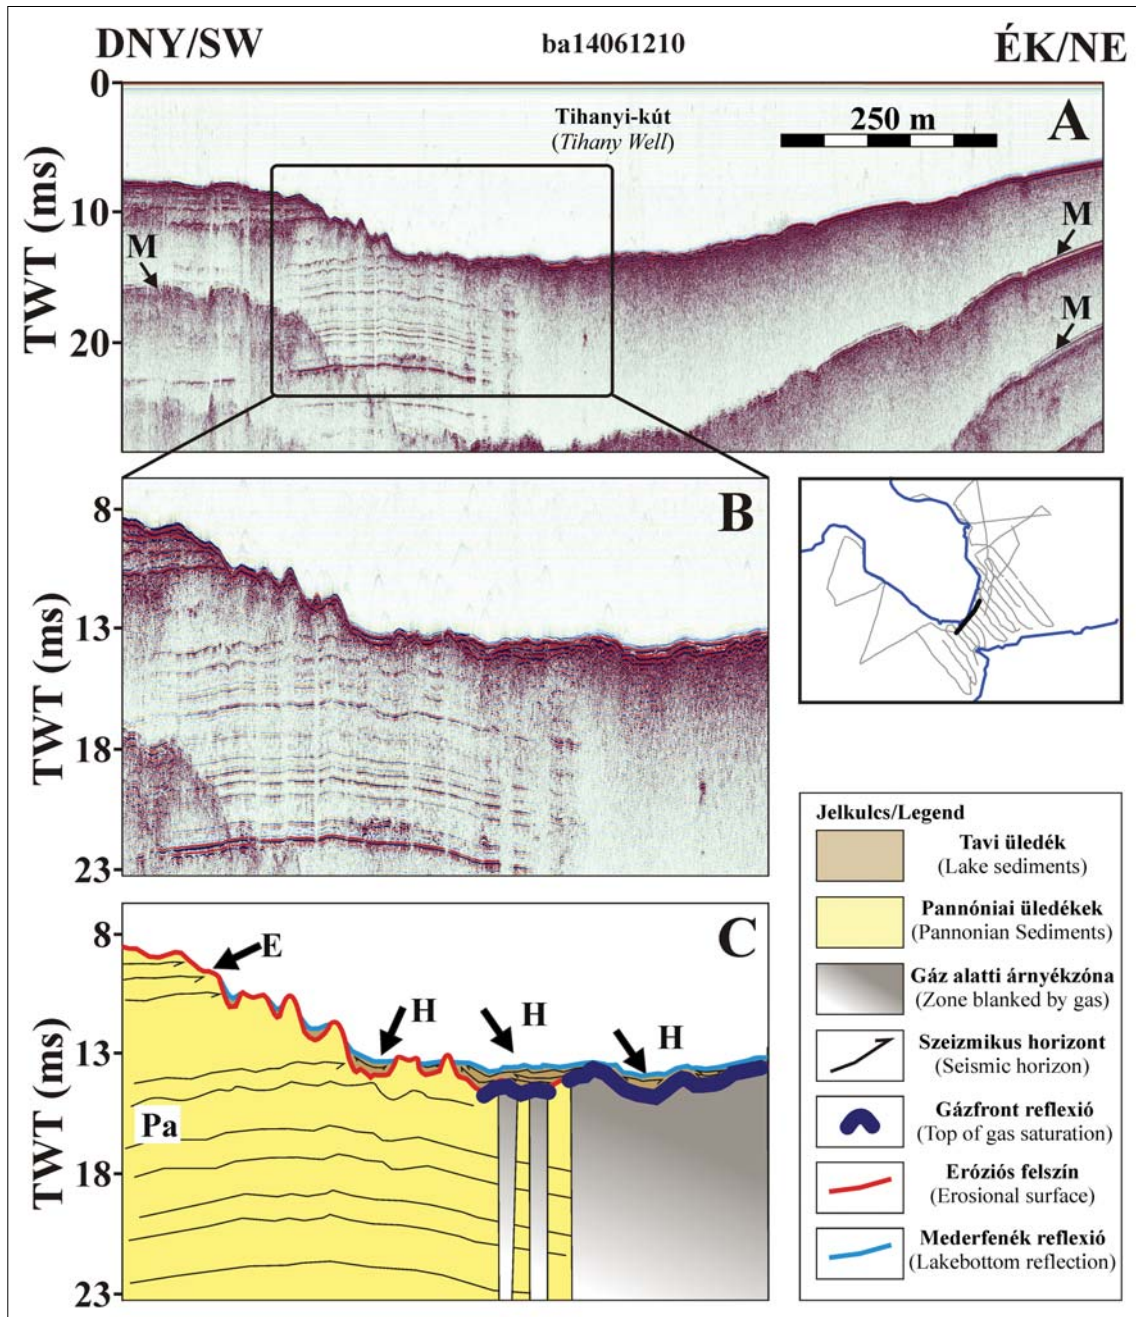 DNY/SW
ba14061210
ÉK/NE
0
10
20
TWT (ms)
Tihanyi-kút
(Tihany Well)
250 m
A
M
M
M
8
13
18
23
TWT (ms)
B
8
13
18
23
TWT (ms)
C
E
H
H
H
Pa
Jelkulcs/Legend
Tavi üledék
(Lake sediments)
Pannóniai üledékek
(Pannonian Sediments)
Gáz alatti árnyékzóna
(Zone blanked by gas)
Szeizmikus horizont
(Seismic horizon)
Gázfront reflexió
(Top of gas saturation)
Eróziós felszín
(Erosional surface)
Mederfenék reflexió
(Lakebottom reflection)